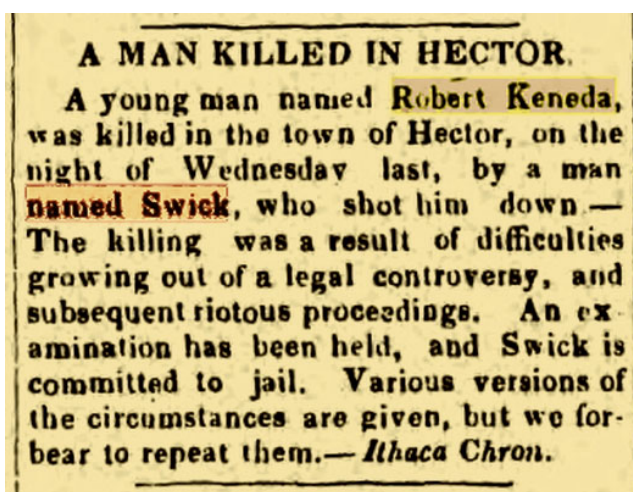 A MAN KILLED IN HECTOR.
A young man named Robert Keneda,
was killed in the town of Hector, on the
night of Wednesday last, by a man
named Swick, who shot him down —
The killing was a result of difficulties
growing out of a legal controversy, and
subsequent riotous proceedings. An ex-
amination has been held, and Swick is
committed to jail. Various versions of
the circumstances are given, but we for-
bear to repeat them.—Ithaca Chron.